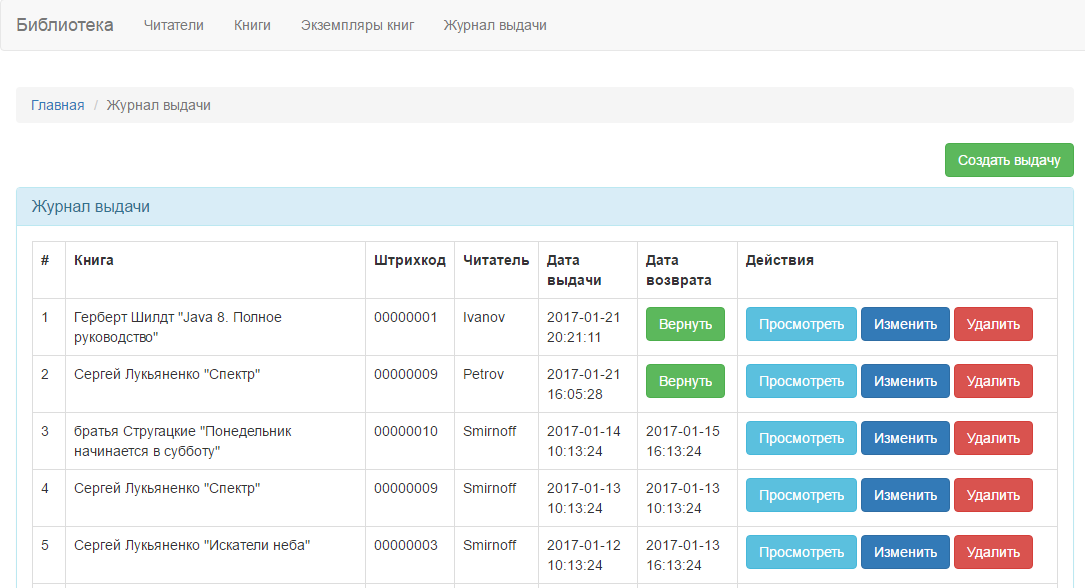 Библиотека Читатели Книги Экземпляры книг Журнал выдачи
Главная / Журнал выдачи
Создать выдачу
Журнал выдачи
# Книга Штрихкод Читатель Дата Дата Действия
выдачи возврата
1 Герберт Шилдт "Java 8. Полное 00000001 Ivanov 2017-01-21 Вернуть Просмотреть Изменить Удалить
руководство" 20:21:11
2 Сергей Лукьяненко "Спектр" 00000009 Petrov 2017-01-21 Вернуть Просмотреть Изменить Удалить
16:05:28
3 братья Стругацкие "Понедельник 00000010 Smirnoff 2017-01-14 2017-01-15 Просмотреть Изменить Удалить
начинается в субботу" 10:13:24 16:13:24
4 Сергей Лукьяненко "Спектр" 00000009 Smirnoff 2017-01-13 2017-01-13 Просмотреть Изменить Удалить
10:13:24 10:13:24
5 Сергей Лукьяненко "Искатели неба" 00000003 Smirnoff 2017-01-12 2017-01-13 Просмотреть Изменить Удалить
10:13:24 16:13:24